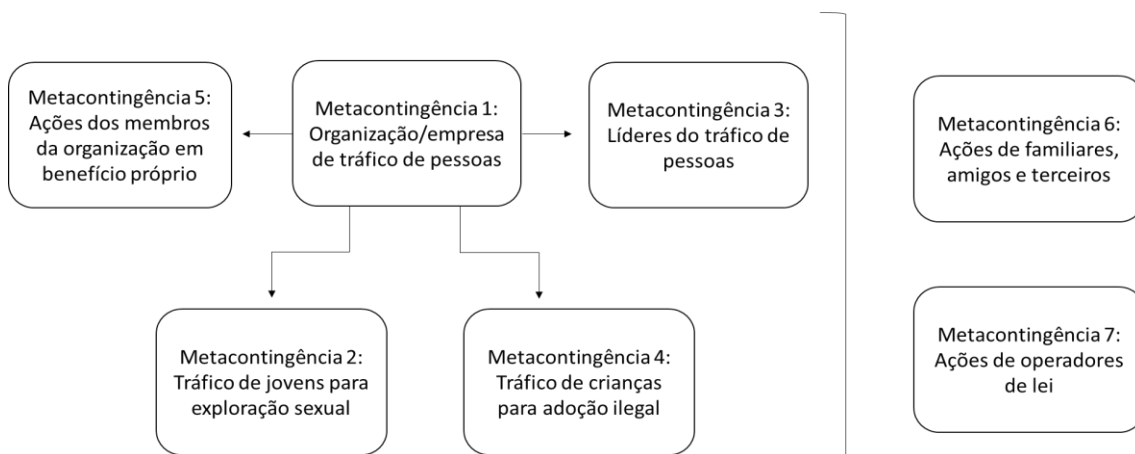 Metacontingência 5:
Ações dos membros
da organização em
benefício próprio
Metacontingência 1:
Organização/empresa
de tráfico de pessoas
Metacontingência 3:
Líderes do tráfico de
pessoas
Metacontingência 6:
Ações de familiares,
amigos e terceiros
Metacontingência 2:
Tráfico de jovens para
exploração sexual
Metacontingência 4:
Tráfico de crianças
para adoção ilegal
Metacontingência 7:
Ações de operadores
de lei